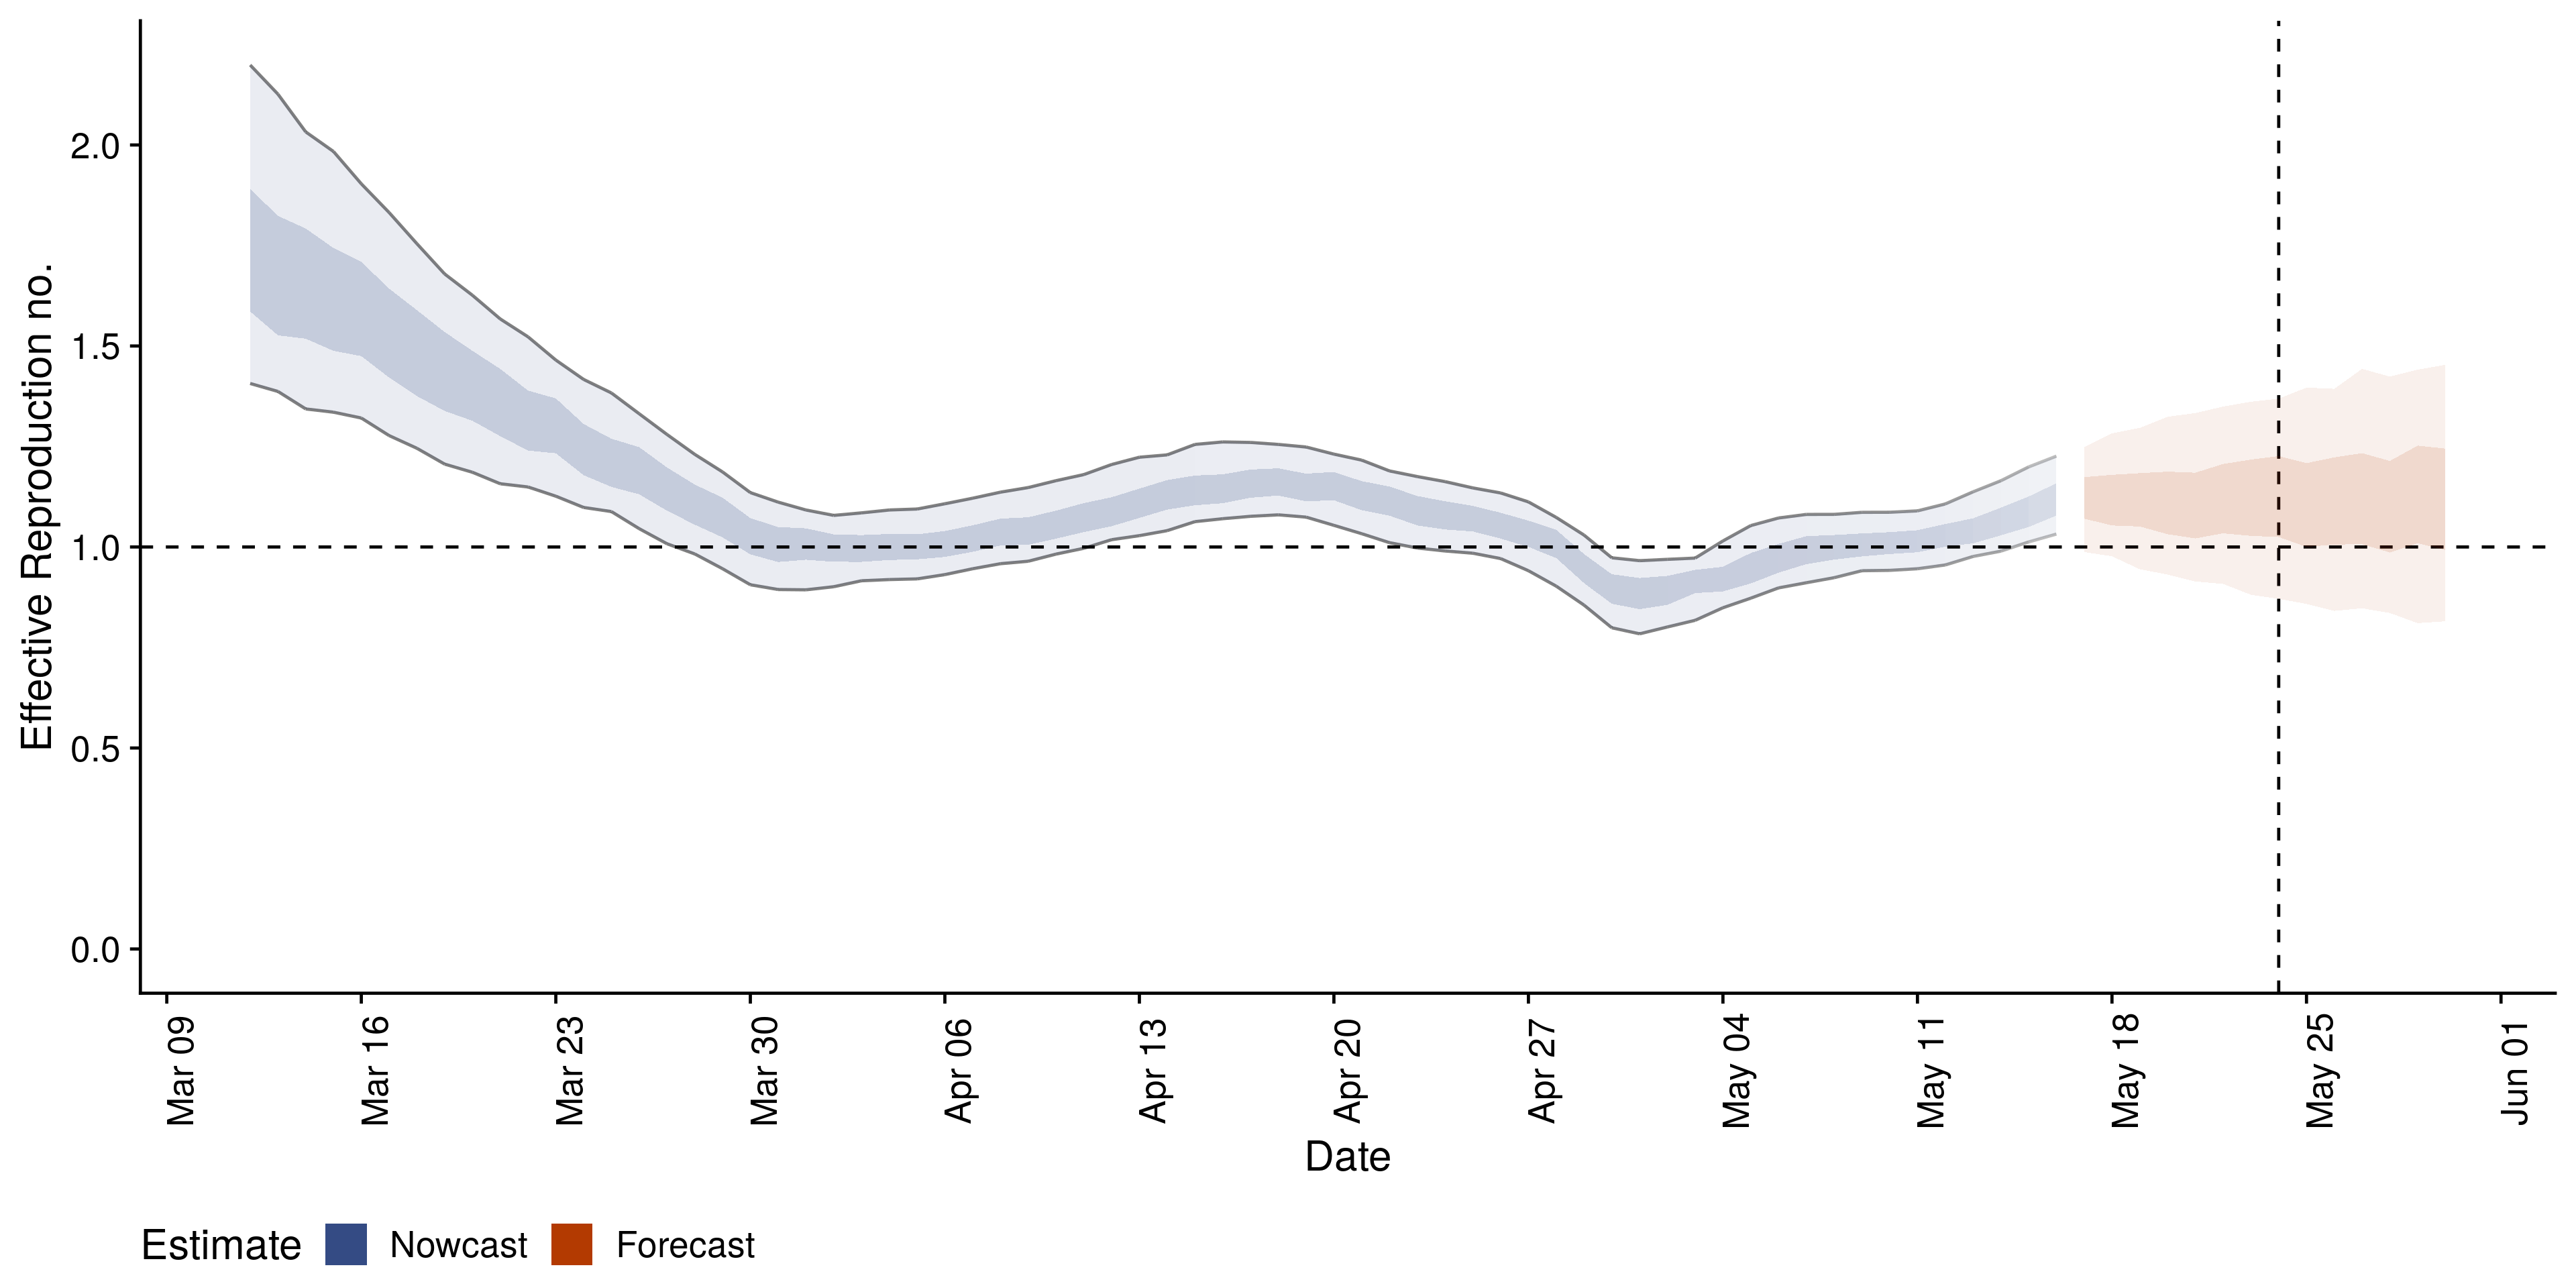 Effective Reproduction no.
2.0
1.5
1.0
0.5
0.0
Mar 09
Mar 16
Mar 23
Mar 30
Apr 06
Apr 13
Apr 20
Apr 27
May 04
May 11
May 18
May 25
Jun 01
Date
Estimate Nowcast Forecast